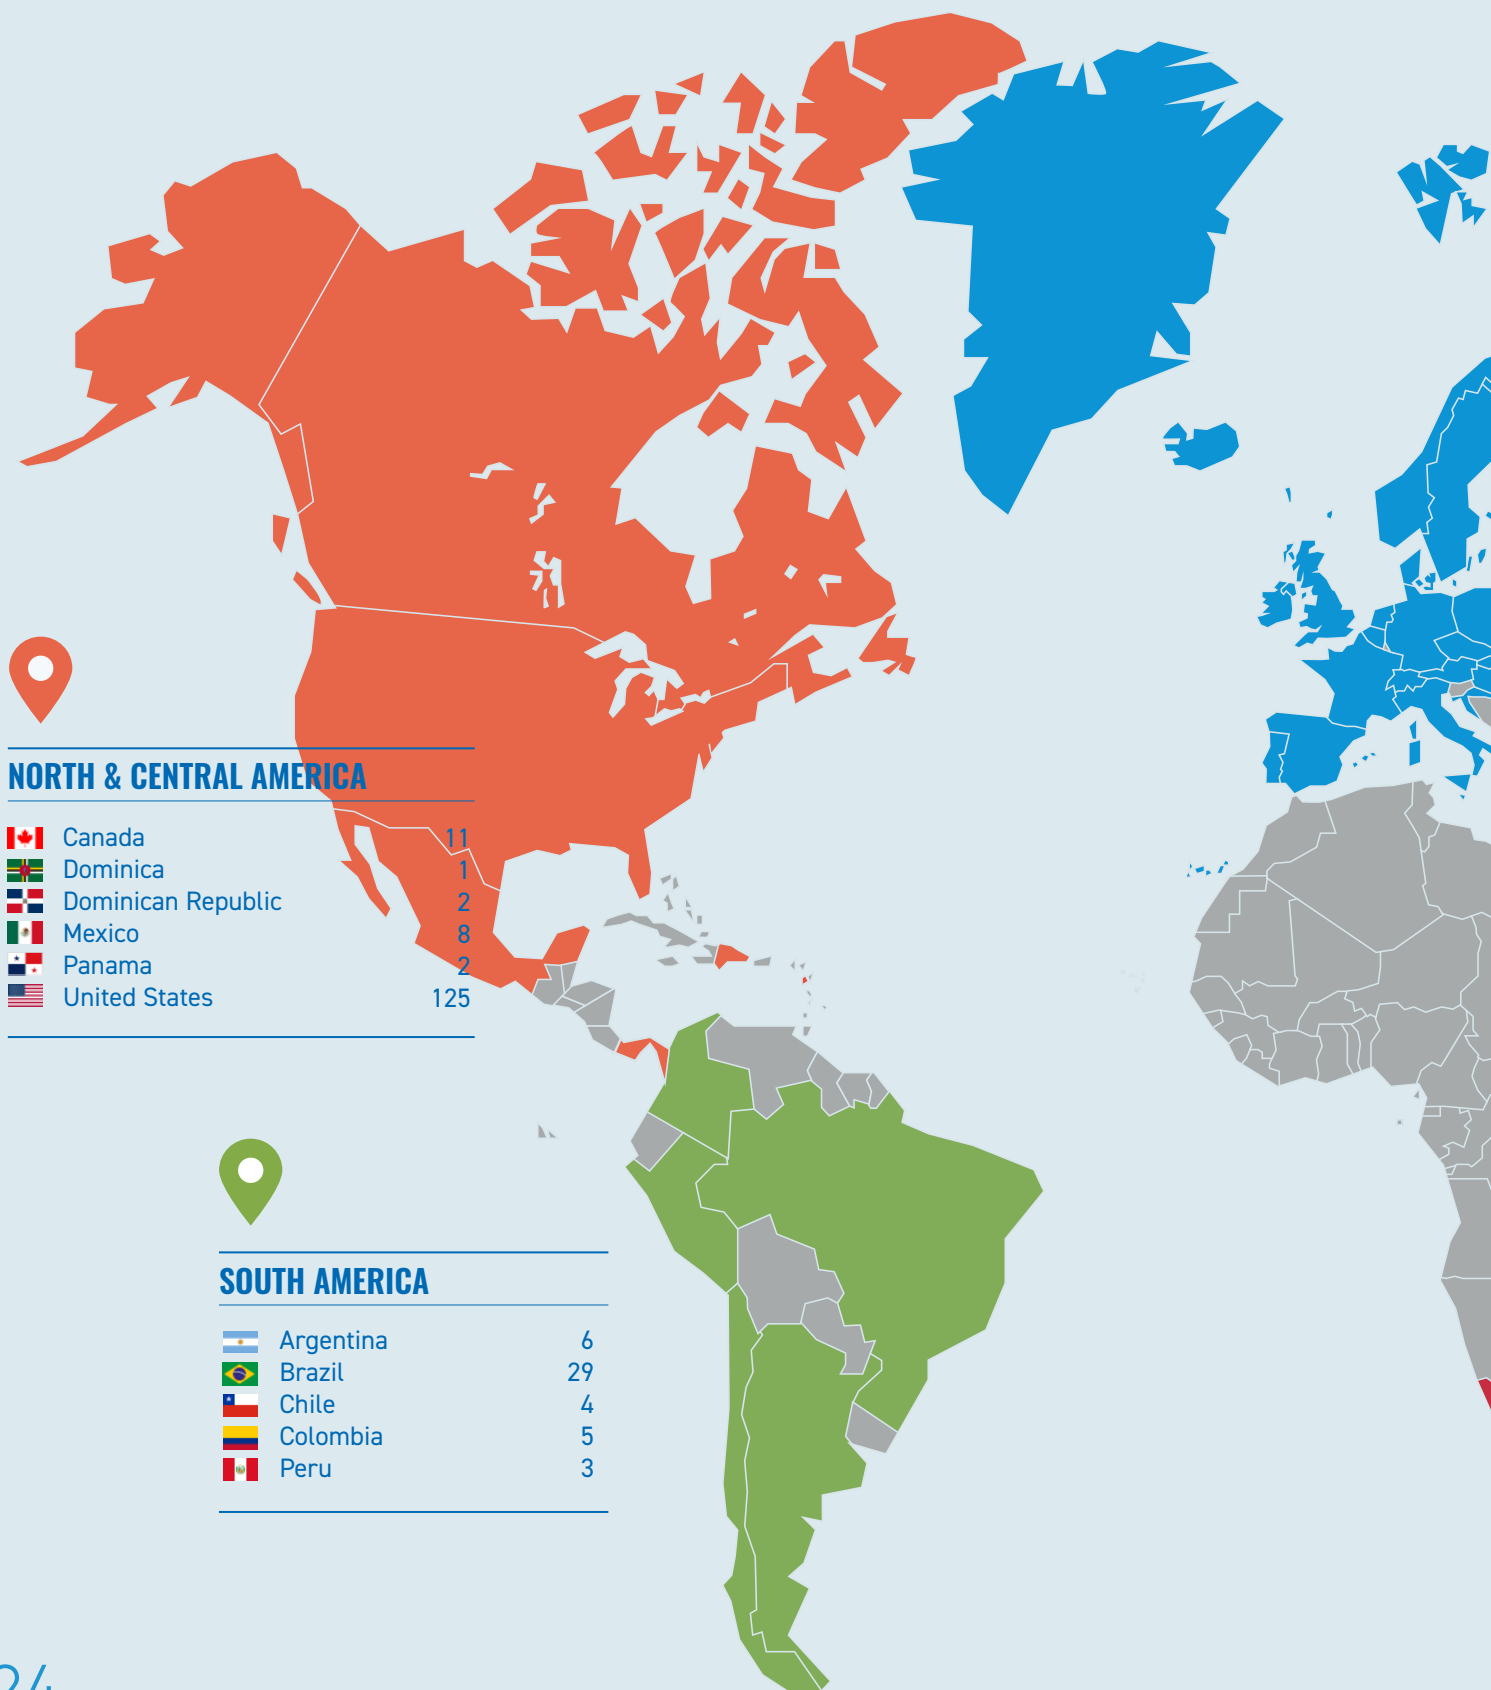 NORTH & CENTRAL AMERICA
Canada 11
Dominica 1
Dominican Republic 2
Mexico 8
Panama 2
United States 125
SOUTH AMERICA
Argentina 6
Brazil 29
Chile 4
Colombia 5
Peru 3
24